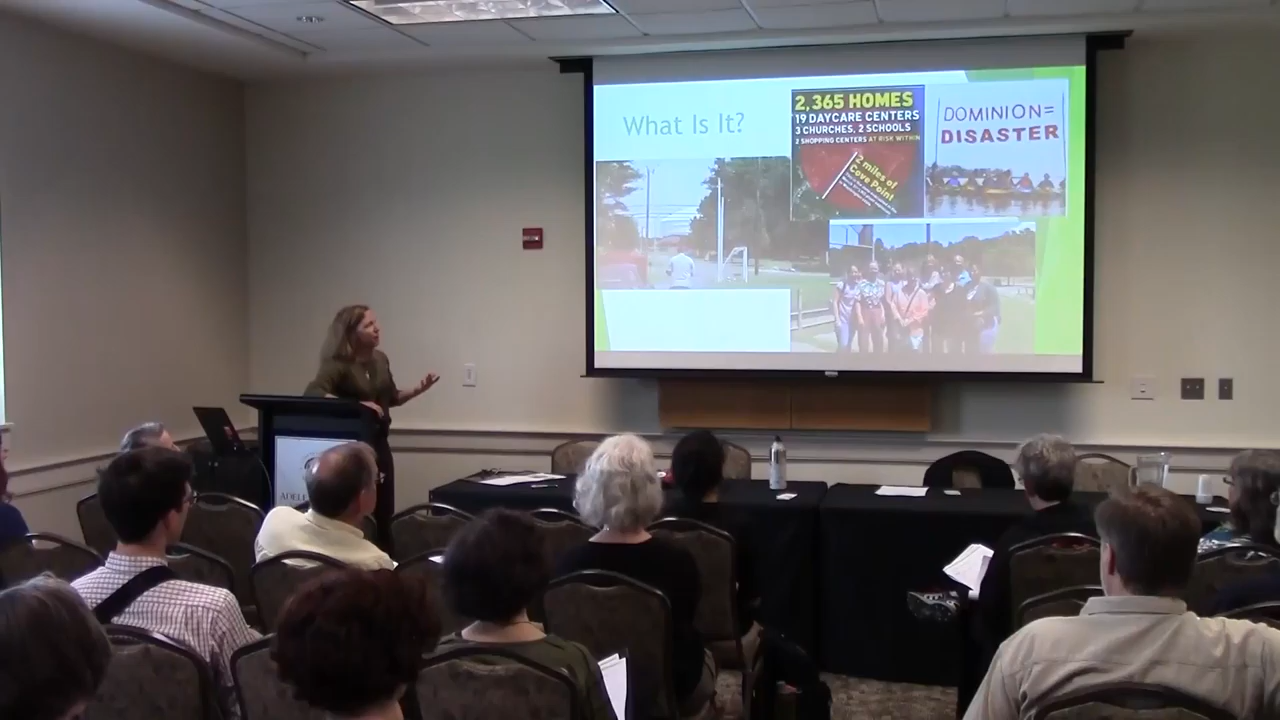 What Is It?
2,365 HOMES
19 DAYCARE CENTERS
3 CHURCHES, 2 SCHOOLS
2 SHOPPING CENTERS AT RISK WITHIN
2 miles of
Cove Point
DOMINION=
DISASTER